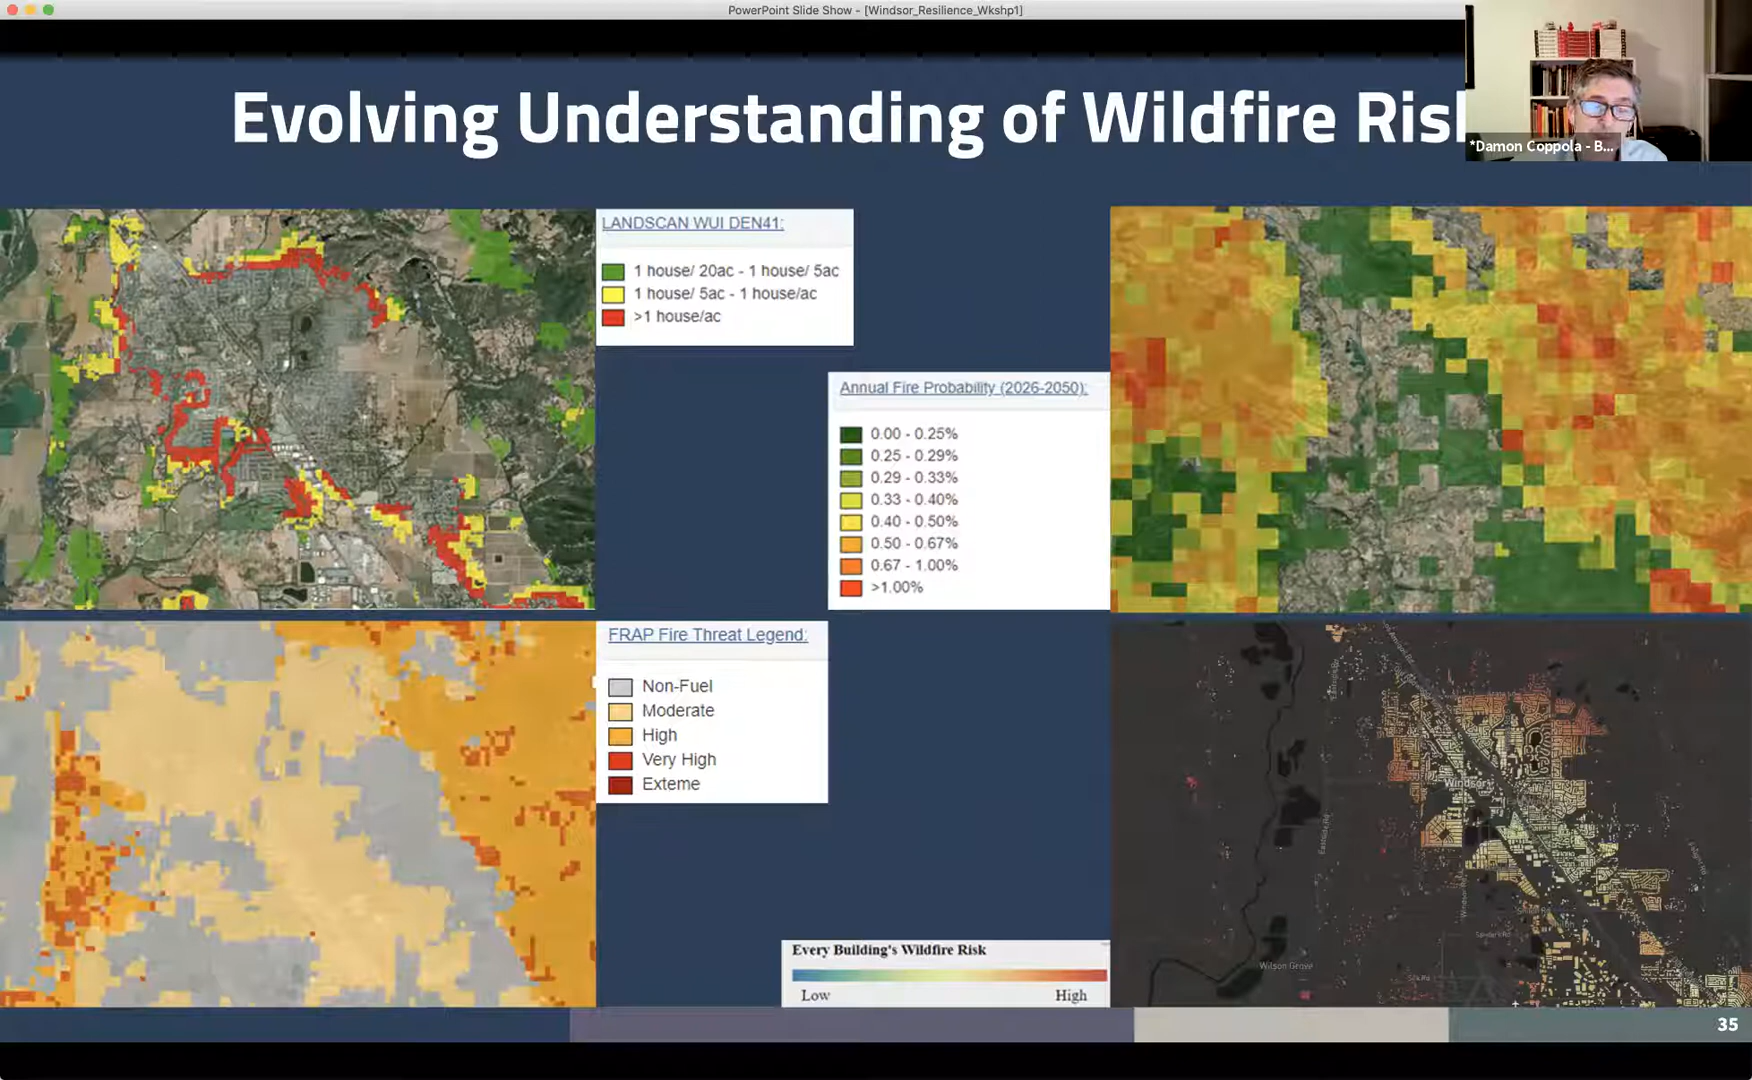 PowerPoint Slide Show - [Windsor_Resilience_Wkshp1]
Evolving Understanding of Wildfire Risk
*Damon Coppola - B...
LANDSCAN WUI DEN41:
1 house/ 20ac - 1 house/ 5ac
1 house/ 5ac - 1 house/ac
>1 house/ac
Annual Fire Probability (2026-2050):
0.00 - 0.25%
0.25 - 0.29%
0.29 - 0.33%
0.33 - 0.40%
0.40 - 0.50%
0.50 - 0.67%
0.67 - 1.00%
>1.00%
FRAP Fire Threat Legend:
Non-Fuel
Moderate
High
Very High
Exteme
Windsor
Eastside Rd
Wilson Grove
Every Building's Wildfire Risk
Low
High
35